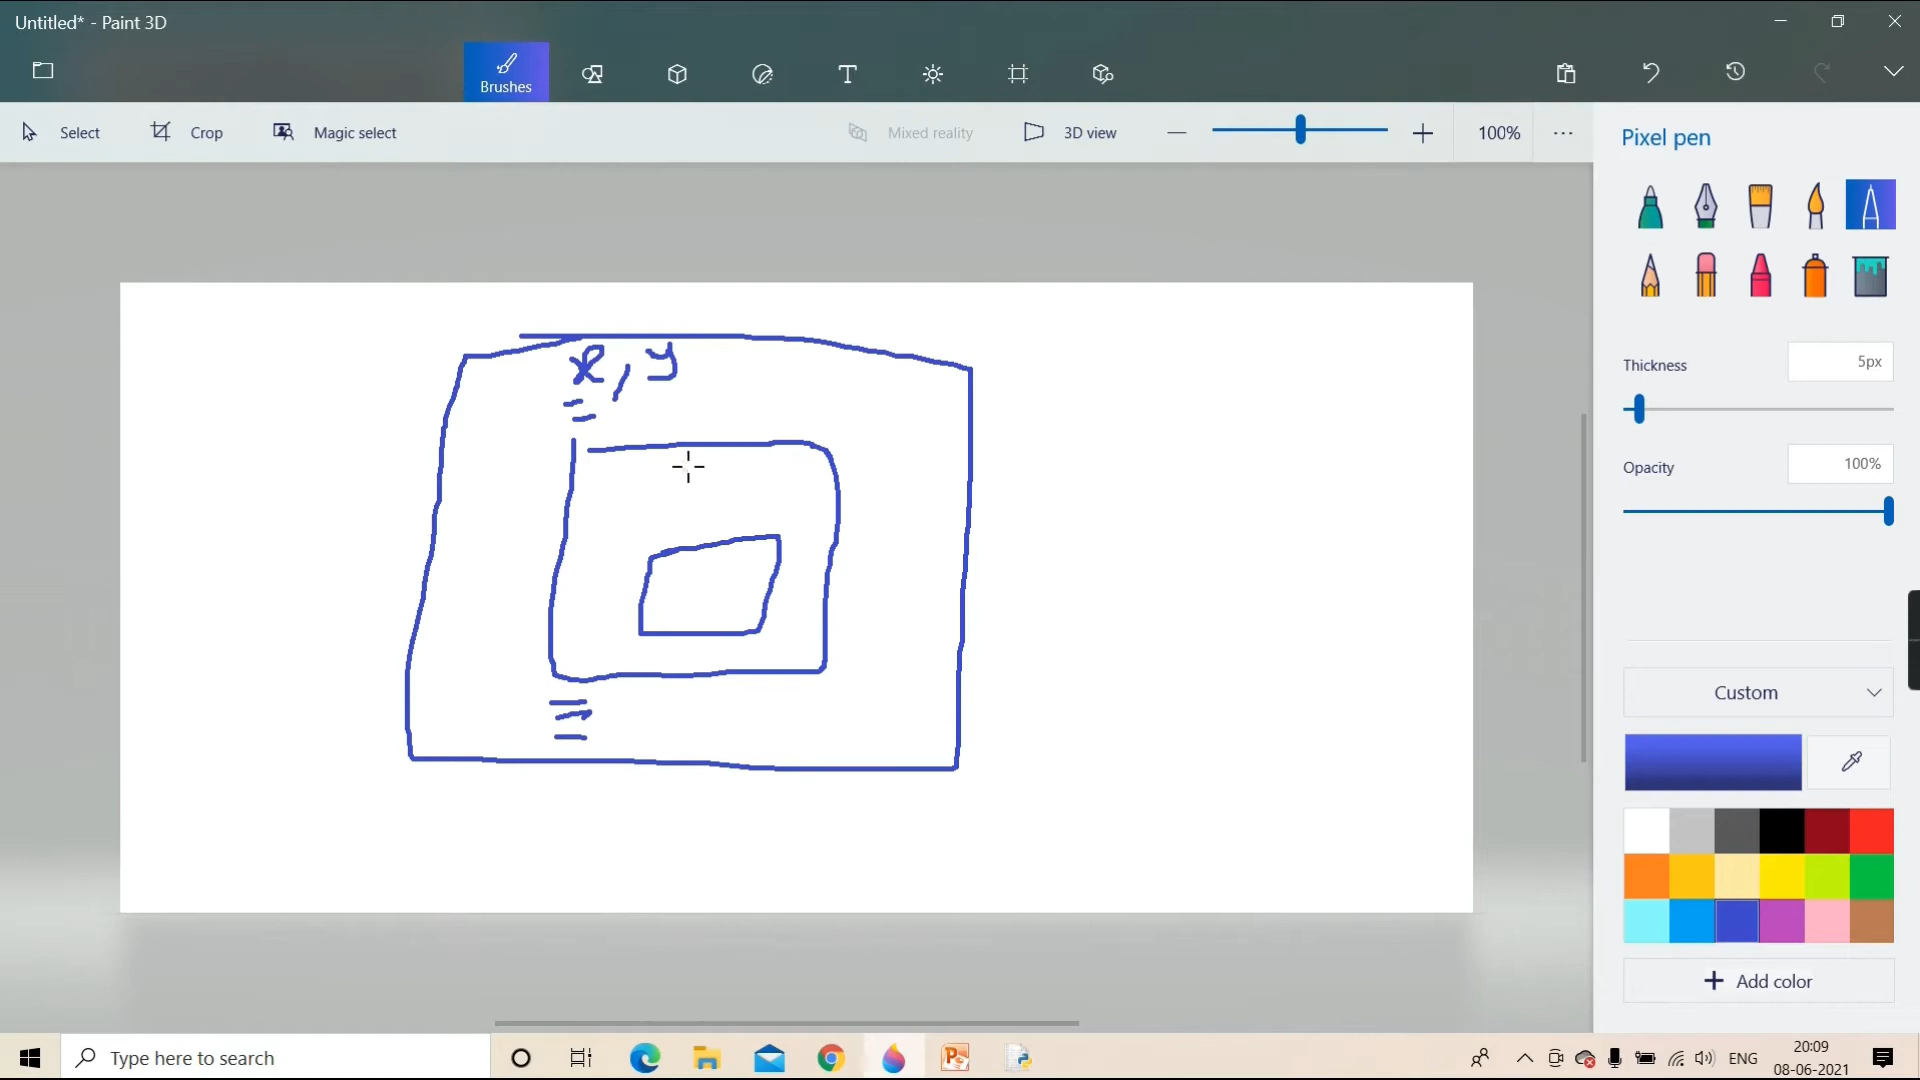 Untitled* - Paint 3D
Brushes
Select Crop Magic select Mixed reality 3D view 100%
Pixel pen
Thickness 5px
Opacity 100%
x, y
Custom
+ Add color
Type here to search
ENG
20:09
08-06-2021